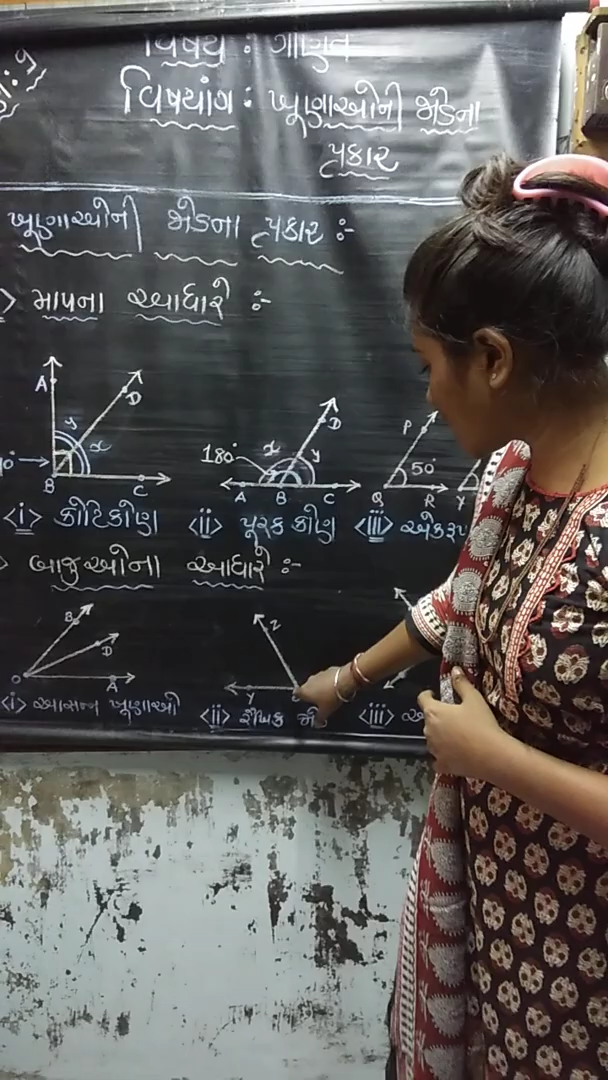 વિષય : ગણિત
વિષયાંગ : ખૂણાઓની જોડના
પ્રકાર
ખૂણાઓની જોડના પ્રકાર :-
માપના આધારે :-
A D y x B C
180° x y D A B C
P 50° Q R Y
<i> કોટિકોણ <ii> પૂરક કોણ <iii> એકરૂપ
બાજુઓના આધારે :-
B D O A
Z Y
<i> આસન્ન ખૂણાઓ <ii> રૈખિક <iii>